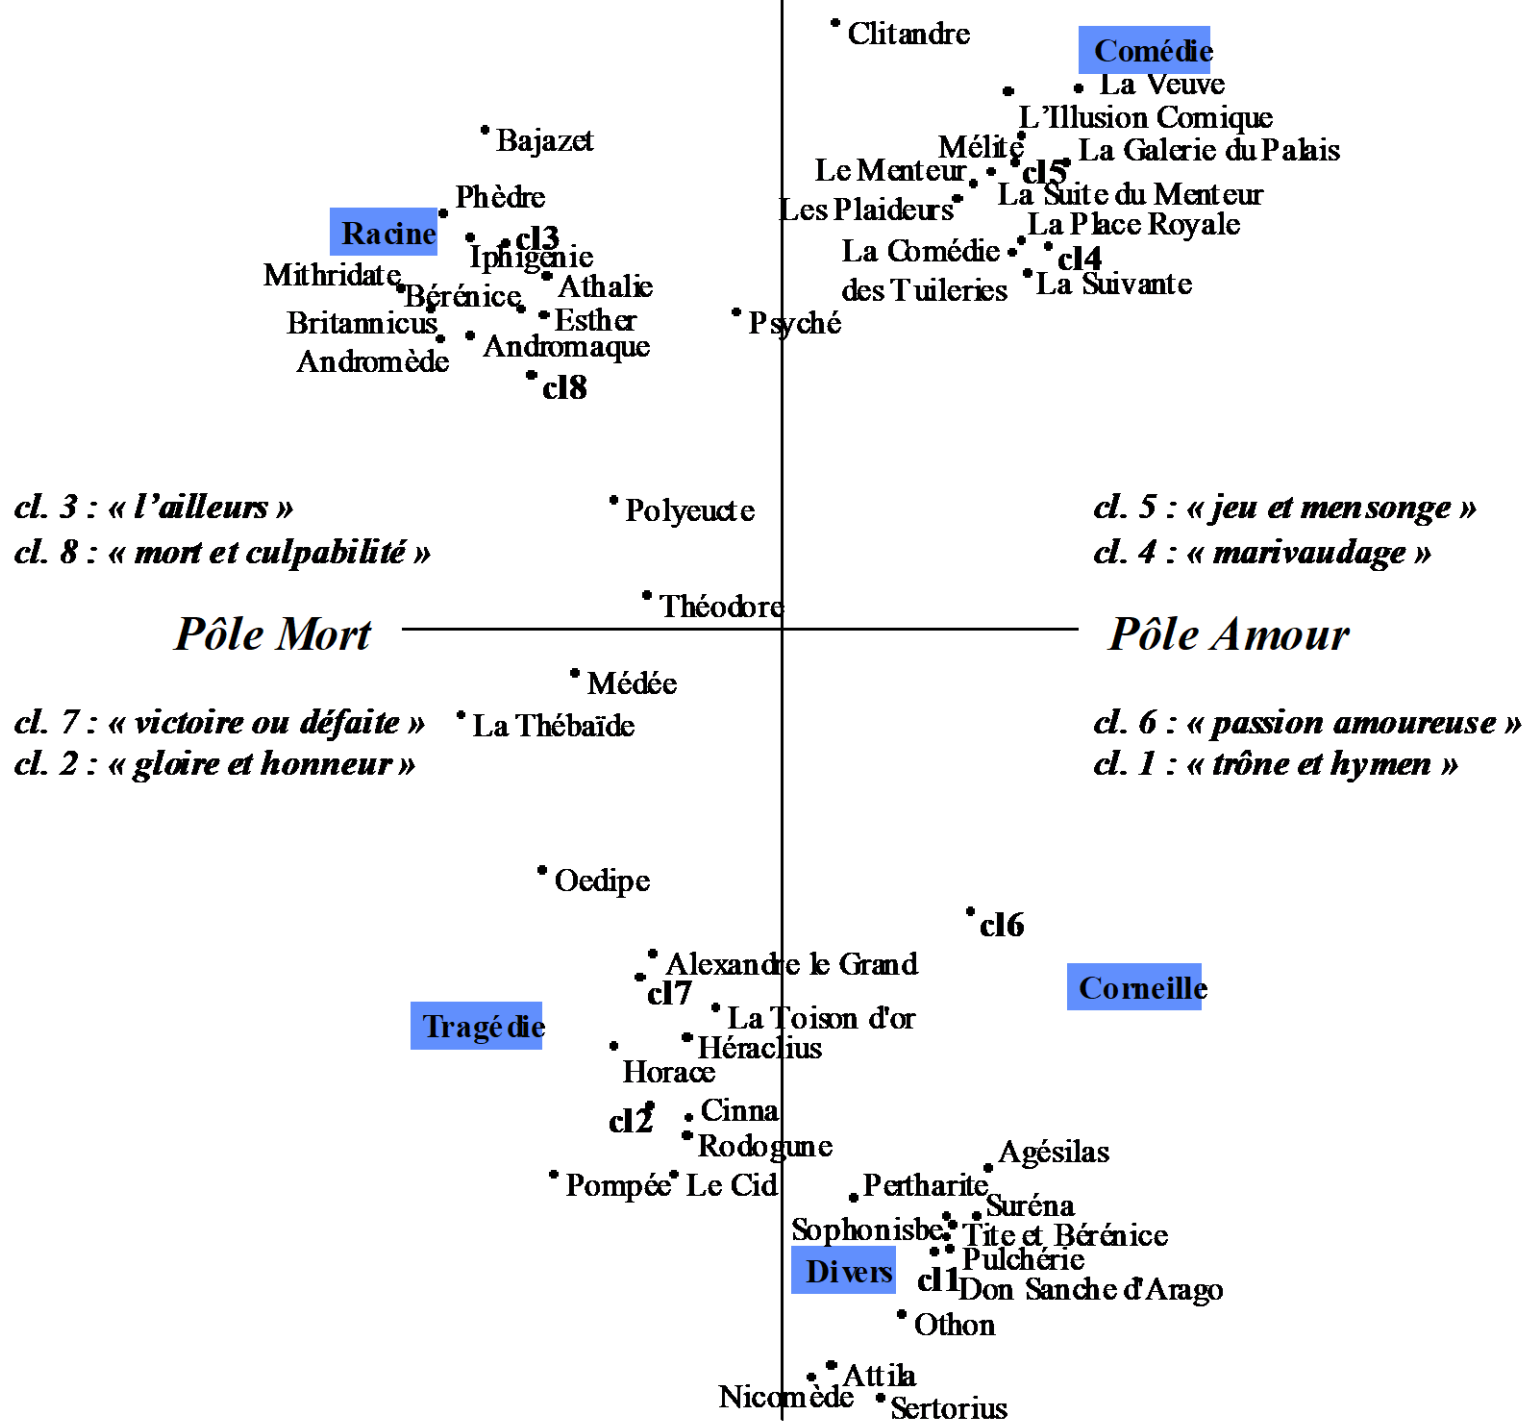 Clitandre
Comédie
La Veuve
L'Illusion Comique
Bajazet
Mélite
La Galerie du Palais
Le Menteur
cl5
La Suite du Menteur
Phèdre
Les Plaideurs
La Place Royale
Racine
cl3
Iphigénie
La Comédie
des Tuileries
cl4
Mithridate
Bérénice
Athalie
La Suivante
Britannicus
Esther
Psyché
Andromède
Andromaque
cl8
cl. 3 : « l'ailleurs »
Polyeucte
cl. 5 : « jeu et mensonge »
cl. 8 : « mort et culpabilité »
cl. 4 : « marivaudage »
Théodore
Pôle Mort
Pôle Amour
Médée
cl. 7 : « victoire ou défaite »
La Thébaïde
cl. 6 : « passion amoureuse »
cl. 2 : « gloire et honneur »
cl. 1 : « trône et hymen »
Oedipe
cl6
Alexandre le Grand
cl7
Corneille
La Toison d'or
Tragédie
Héraclius
Horace
cl2
Cinna
Rodogune
Agésilas
Pompée
Le Cid
Pertharite
Suréna
Sophonisbe
Tite et Bérénice
Pulchérie
Divers
cl1
Don Sanche d'Arago
Othon
Attila
Nicomède
Sertorius